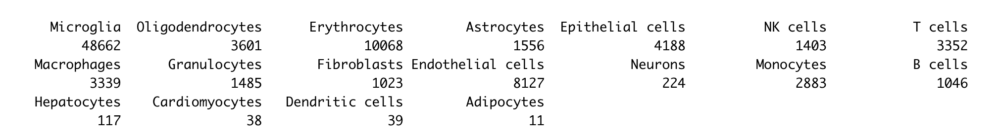 Microglia Oligodendrocytes Erythrocytes Astrocytes Epithelial cells NK cells T cells
48662 3601 10068 1556 4188 1403 3352
Macrophages Granulocytes Fibroblasts Endothelial cells Neurons Monocytes B cells
3339 1485 1023 8127 224 2883 1046
Hepatocytes Cardiomyocytes Dendritic cells Adipocytes
117 38 39 11